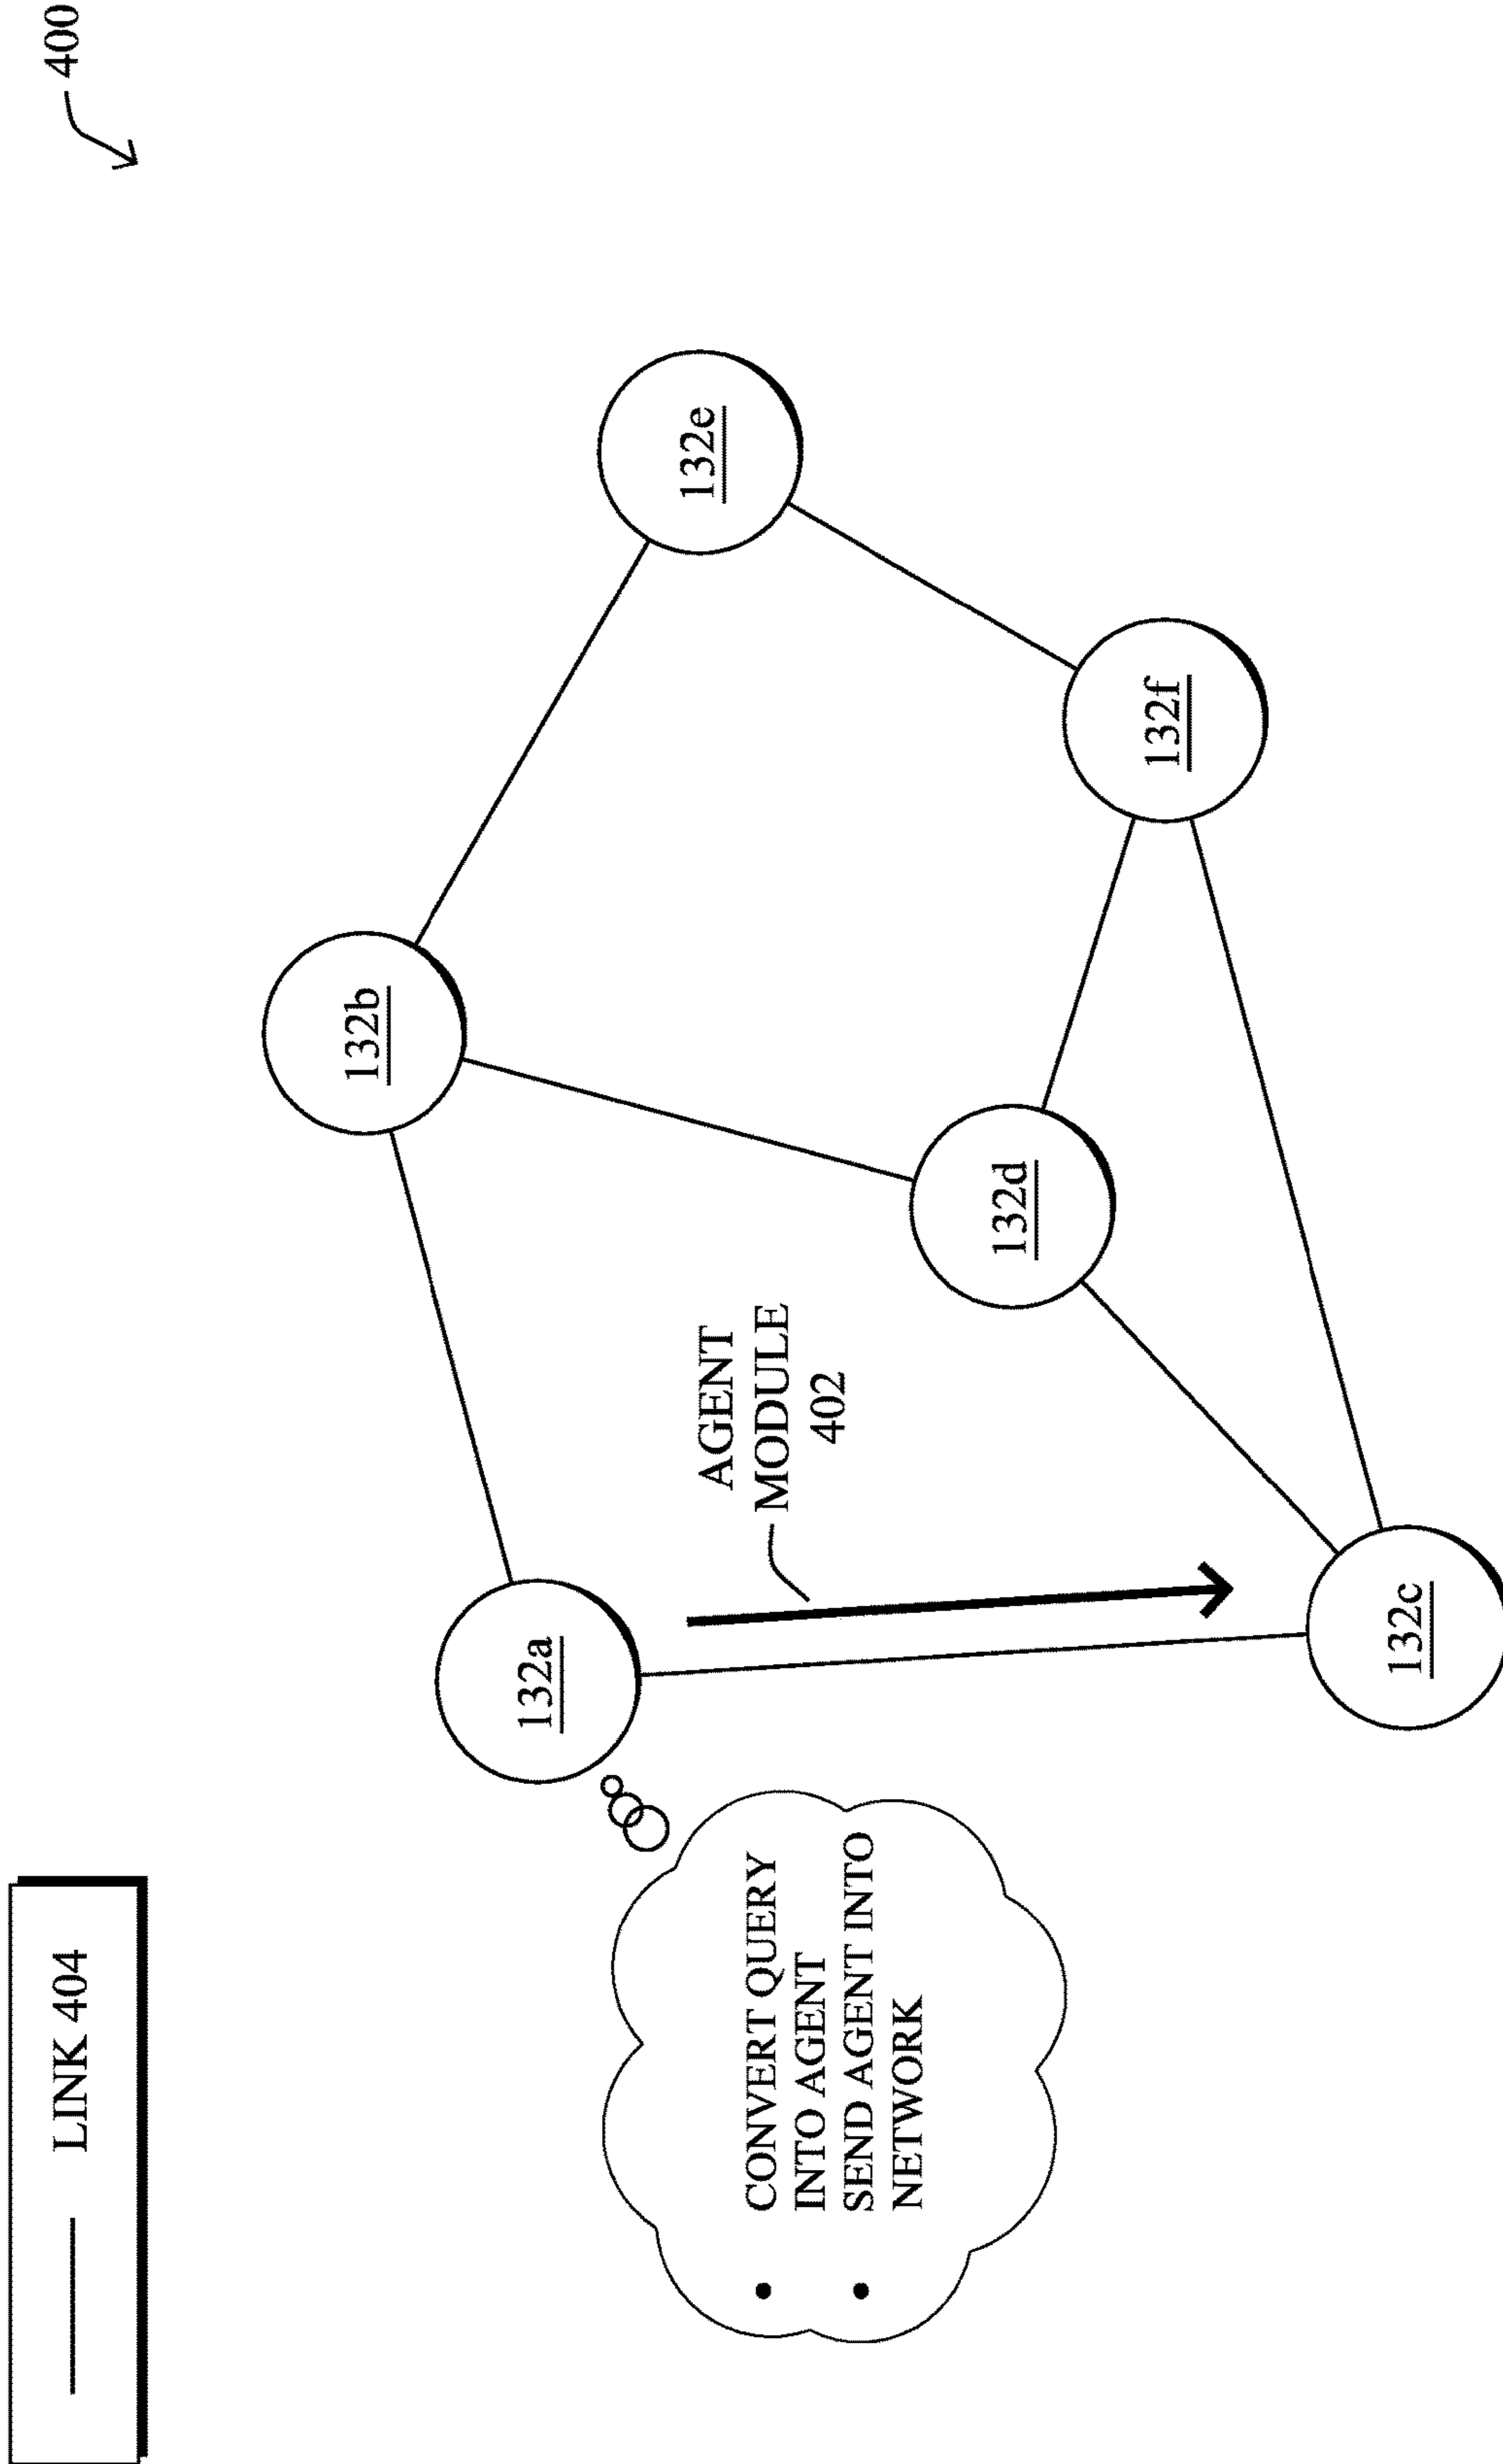 400
LINK 404
132b
132e
132a
AGENT
MODULE
402
132d
132f
132c
• CONVERT QUERY
INTO AGENT
• SEND AGENT INTO
NETWORK